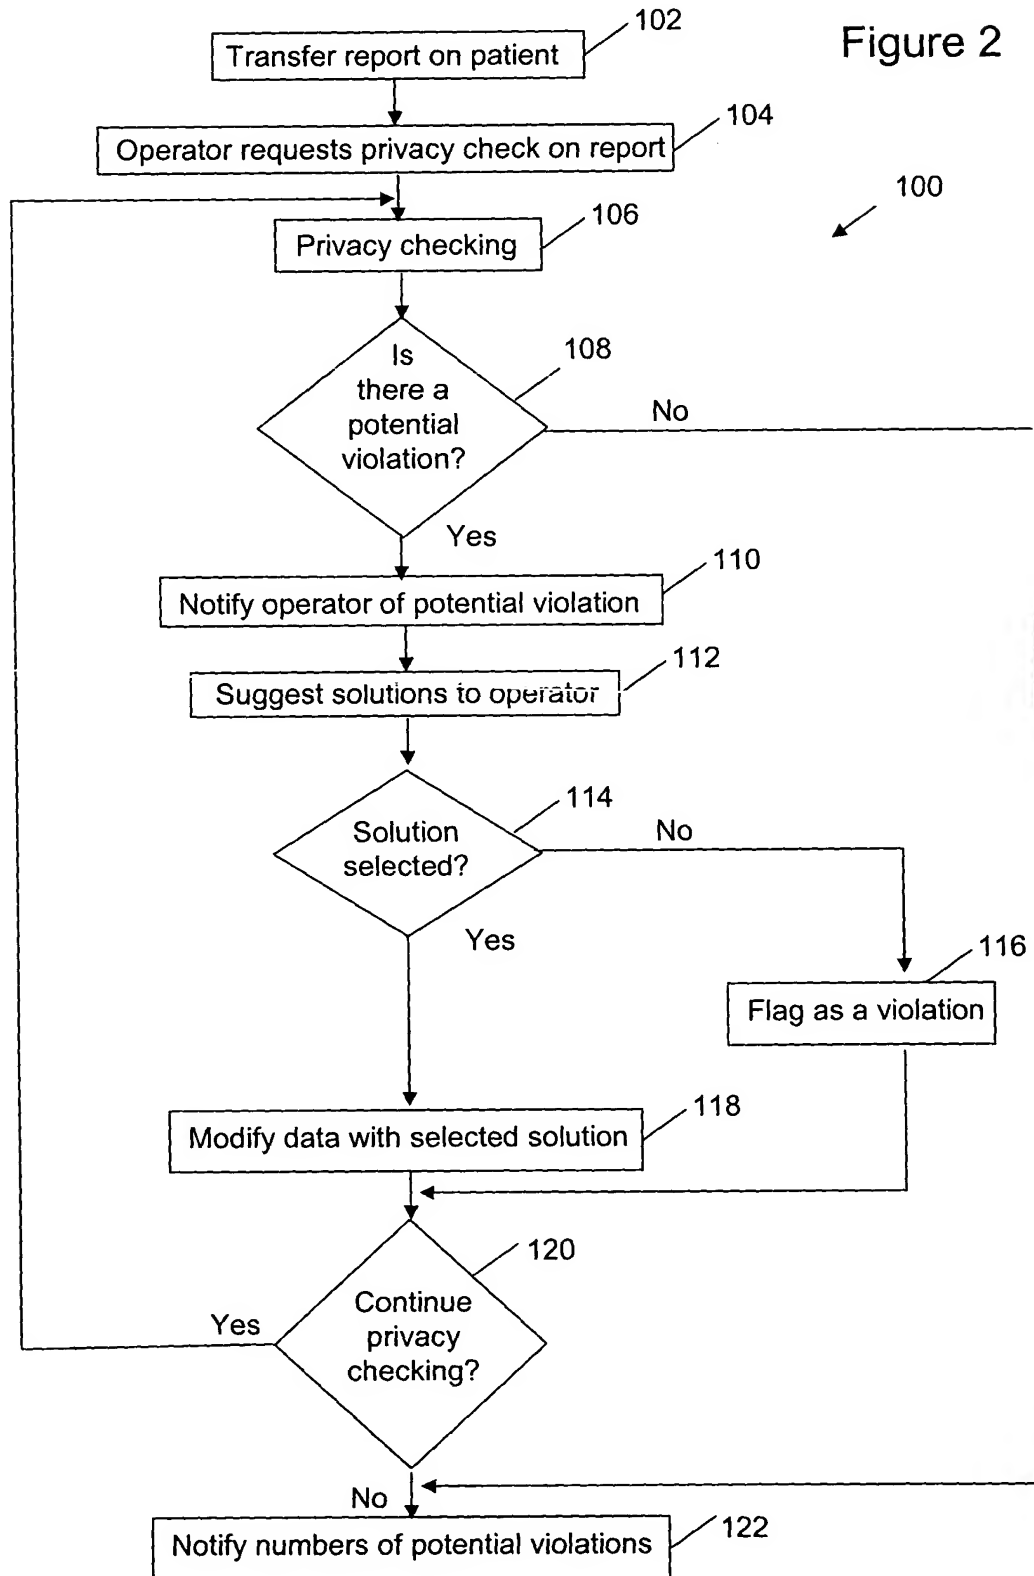 Figure 2
102
Transfer report on patient
104
Operator requests privacy check on report
100
106
Privacy checking
108
Is
there a
potential
violation?
No
Yes
110
Notify operator of potential violation
112
Suggest solutions to operator
114
Solution
selected?
No
Yes
116
Flag as a violation
118
Modify data with selected solution
120
Continue
privacy
checking?
Yes
No
122
Notify numbers of potential violations